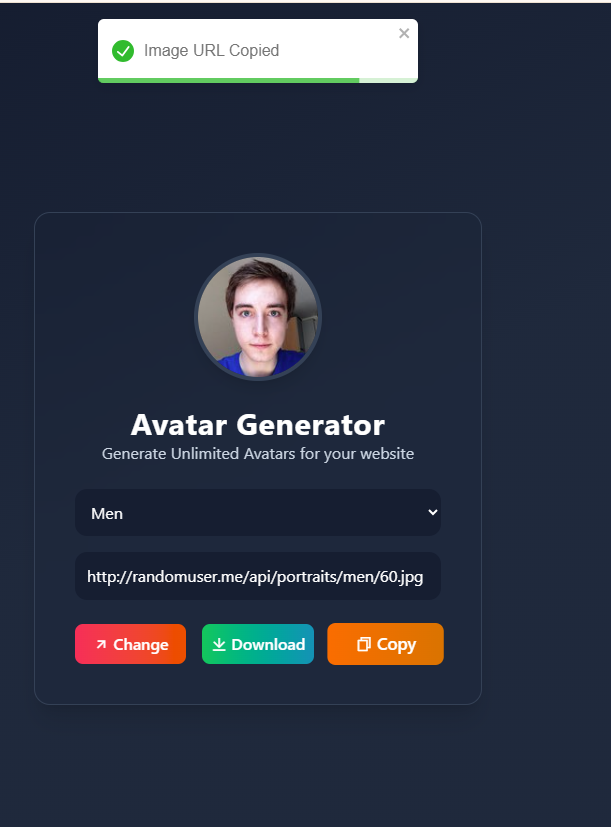 Image URL Copied
Avatar Generator
Generate Unlimited Avatars for your website
Men
http://randomuser.me/api/portraits/men/60.jpg
Change
Download
Copy